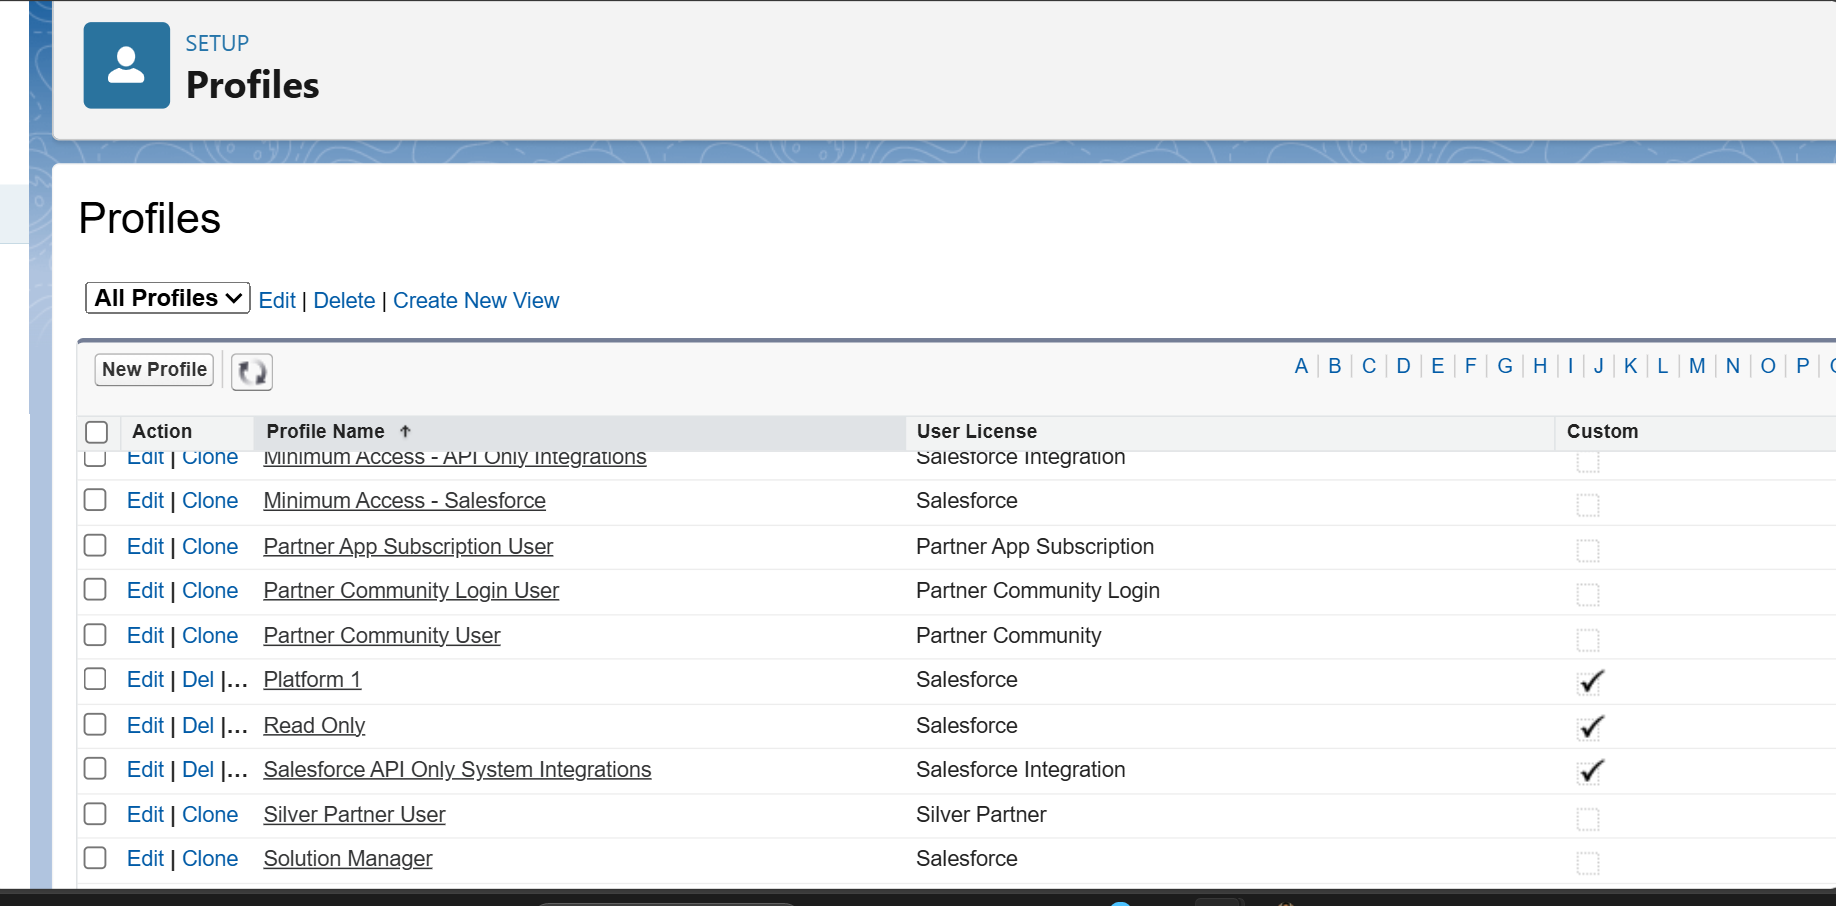 SETUP
Profiles
Profiles
All Profiles Edit | Delete | Create New View
New Profile A | B | C | D | E | F | G | H | I | J | K | L | M | N | O | P |
Action Profile Name ↑ User License Custom
Edit | Clone Minimum Access - API Only Integrations Salesforce Integration
Edit | Clone Minimum Access - Salesforce Salesforce
Edit | Clone Partner App Subscription User Partner App Subscription
Edit | Clone Partner Community Login User Partner Community Login
Edit | Clone Partner Community User Partner Community
Edit | Del |... Platform 1 Salesforce
Edit | Del |... Read Only Salesforce
Edit | Del |... Salesforce API Only System Integrations Salesforce Integration
Edit | Clone Silver Partner User Silver Partner
Edit | Clone Solution Manager Salesforce